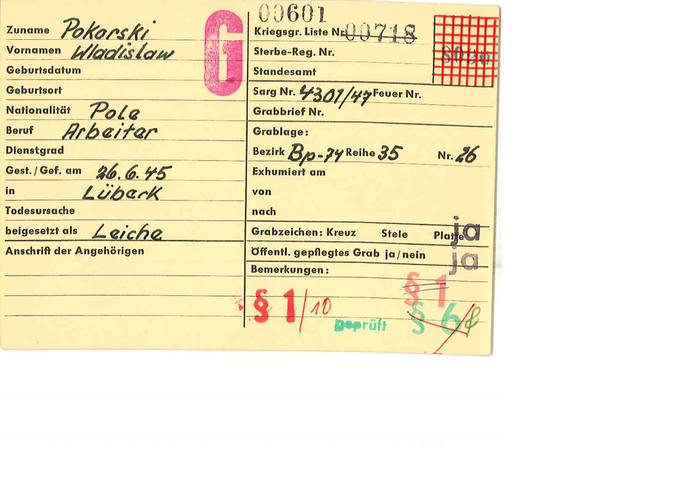 Zuname Pokorski
Vornamen Wladislaw
Geburtsdatum
Geburtsort
Nationalität Pole
Beruf Arbeiter
Dienstgrad
Gest./Gef. am 26.6.45
in Lübeck
Todesursache
beigesetzt als Leiche
Anschrift der Angehörigen
G
00601
Kriegsgr. Liste Nr. 00718
Sterbe-Reg. Nr.
Standesamt
Sarg Nr. 4301/47 Feuer Nr.
Grabbrief Nr.
Grablage:
Bezirk Bp-74 Reihe 35 Nr. 26
Exhumiert am
von
nach
Grabzeichen: Kreuz Stele Platte ja
Öffentl. gepflegtes Grab ja/nein ja
Bemerkungen:
§ 1
§ 1/10
geprüft § 6